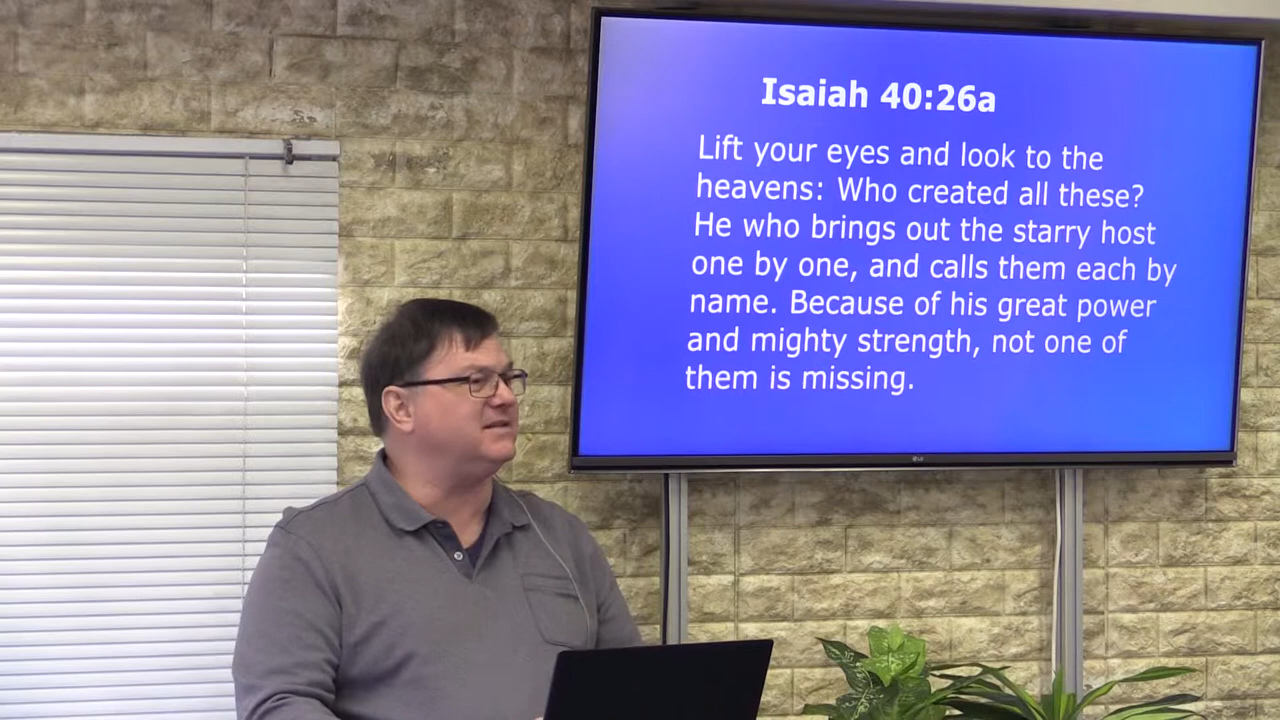 Isaiah 40:26a
Lift your eyes and look to the
heavens: Who created all these?
He who brings out the starry host
one by one, and calls them each by
name. Because of his great power
and mighty strength, not one of
them is missing.
LG